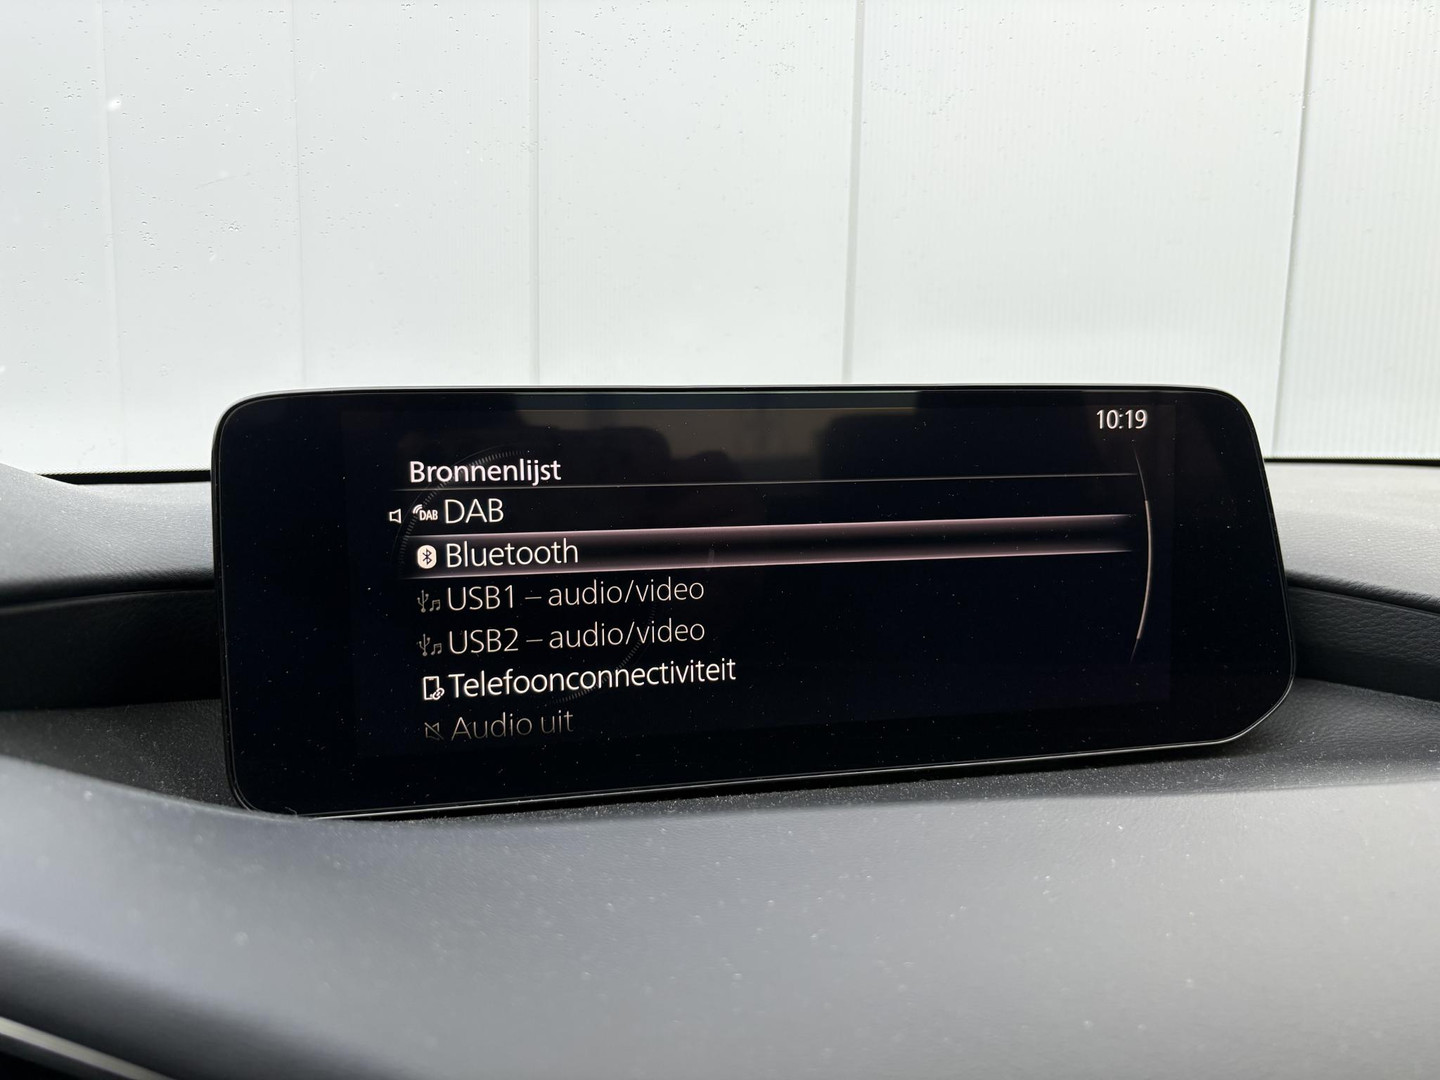 10:19
Bronnenlijst
DAB DAB
Bluetooth
USB1 – audio/video
USB2 – audio/video
Telefoonconnectiviteit
Audio uit